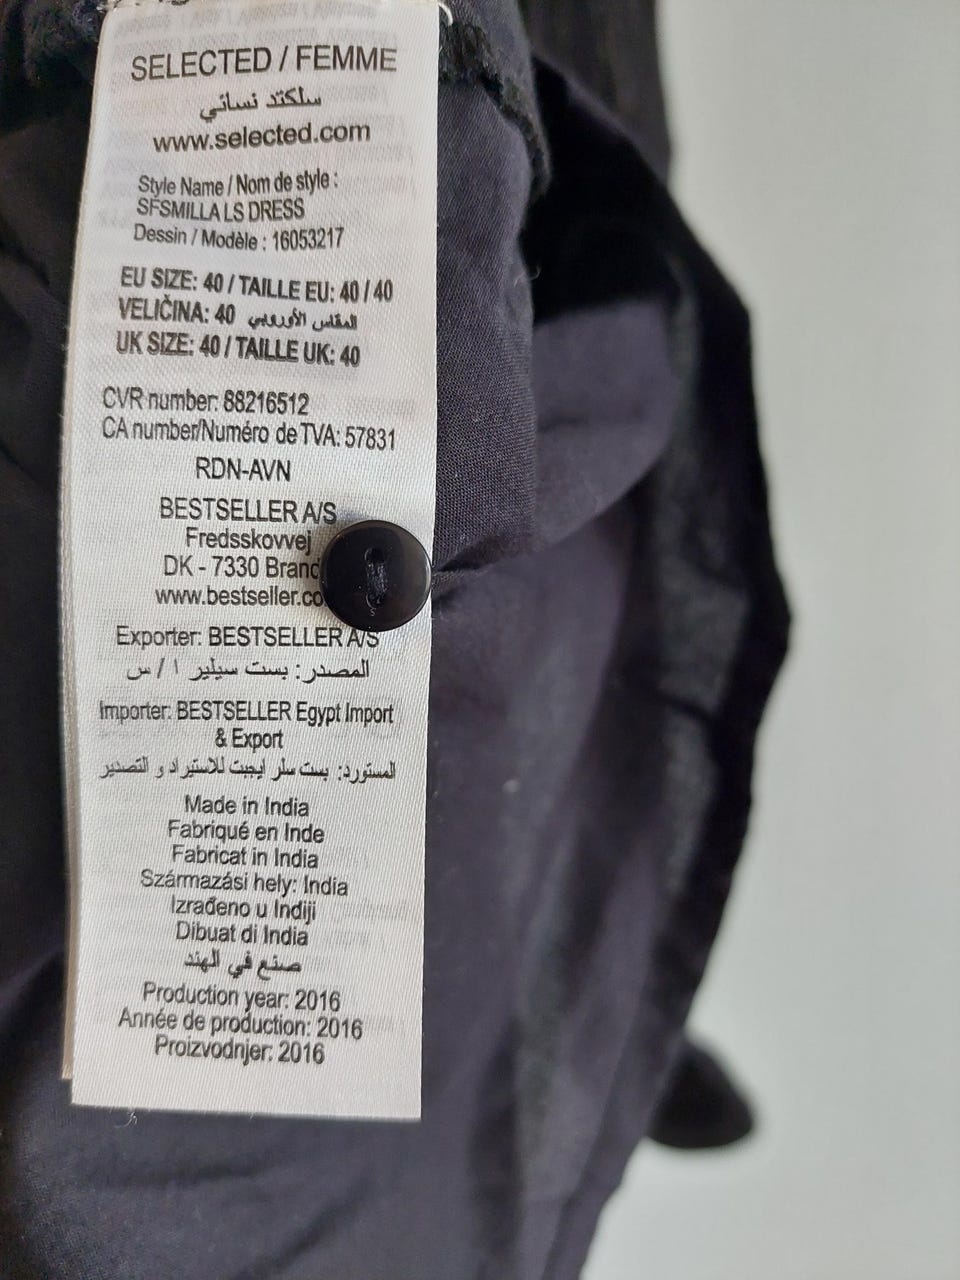 SELECTED / FEMME
سلكتد نسائي
www.selected.com
Style Name / Nom de style :
SFSMILLA LS DRESS
Dessin / Modèle : 16053217
EU SIZE: 40 / TAILLE EU: 40 / 40
VELIČINA: 40 المقاس الأوروبي
UK SIZE: 40 / TAILLE UK: 40
CVR number: 88216512
CA number/Numéro de TVA: 57831
RDN-AVN
BESTSELLER A/S
Fredsskovvej
DK - 7330 Brand
www.bestseller.co
Exporter: BESTSELLER A/S
المصدر: بست سيلير ا / س
Importer: BESTSELLER Egypt Import
& Export
المستورد: بست سلر ايجبت للاستيراد و التصدير
Made in India
Fabriqué en Inde
Fabricat in India
Származási hely: India
Izrađeno u Indiji
Dibuat di India
صنع في الهند
Production year: 2016
Année de production: 2016
Proizvodnjer: 2016